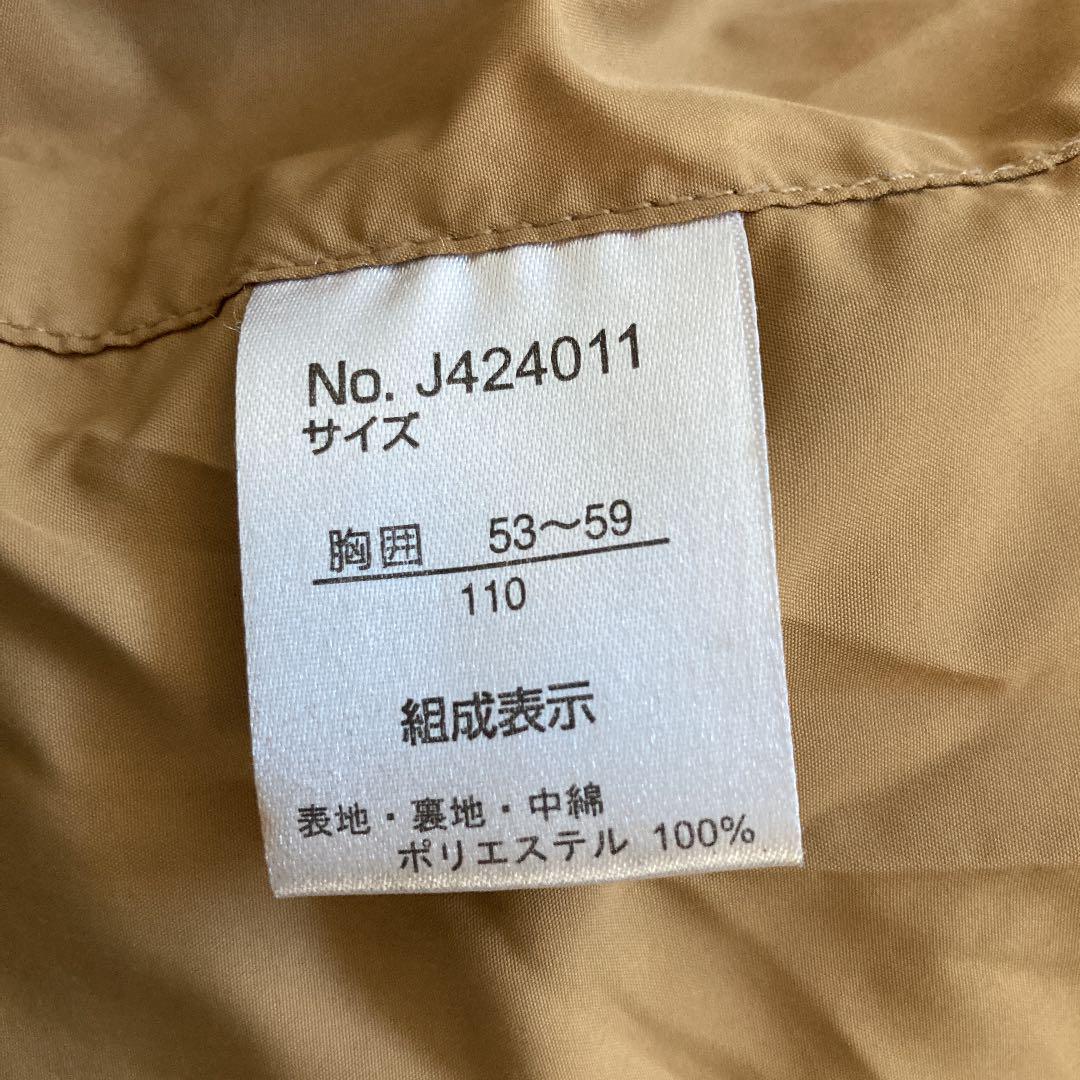 No. J424011
サイズ
胸囲 53～59
110
組成表示
表地・裏地・中綿
ポリエステル 100%